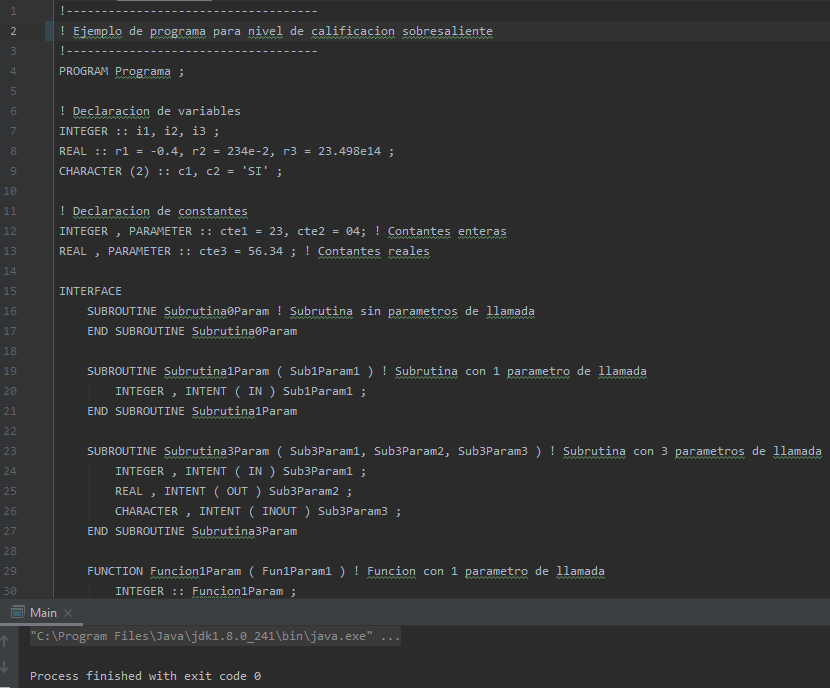 1 !------------------------------------
2 ! Ejemplo de programa para nivel de calificacion sobresaliente
3 !------------------------------------
4 PROGRAM Programa ;
5
6 ! Declaracion de variables
7 INTEGER :: i1, i2, i3 ;
8 REAL :: r1 = -0.4, r2 = 234e-2, r3 = 23.498e14 ;
9 CHARACTER (2) :: c1, c2 = 'SI' ;
10
11 ! Declaracion de constantes
12 INTEGER , PARAMETER :: cte1 = 23, cte2 = 04; ! Contantes enteras
13 REAL , PARAMETER :: cte3 = 56.34 ; ! Contantes reales
14
15 INTERFACE
16 SUBROUTINE Subrutina0Param ! Subrutina sin parametros de llamada
17 END SUBROUTINE Subrutina0Param
18
19 SUBROUTINE Subrutina1Param ( Sub1Param1 ) ! Subrutina con 1 parametro de llamada
20 INTEGER , INTENT ( IN ) Sub1Param1 ;
21 END SUBROUTINE Subrutina1Param
22
23 SUBROUTINE Subrutina3Param ( Sub3Param1, Sub3Param2, Sub3Param3 ) ! Subrutina con 3 parametros de llamada
24 INTEGER , INTENT ( IN ) Sub3Param1 ;
25 REAL , INTENT ( OUT ) Sub3Param2 ;
26 CHARACTER , INTENT ( INOUT ) Sub3Param3 ;
27 END SUBROUTINE Subrutina3Param
28
29 FUNCTION Funcion1Param ( Fun1Param1 ) ! Funcion con 1 parametro de llamada
30 INTEGER :: Funcion1Param ;
Main
"C:\Program Files\Java\jdk1.8.0_241\bin\java.exe" ...
Process finished with exit code 0